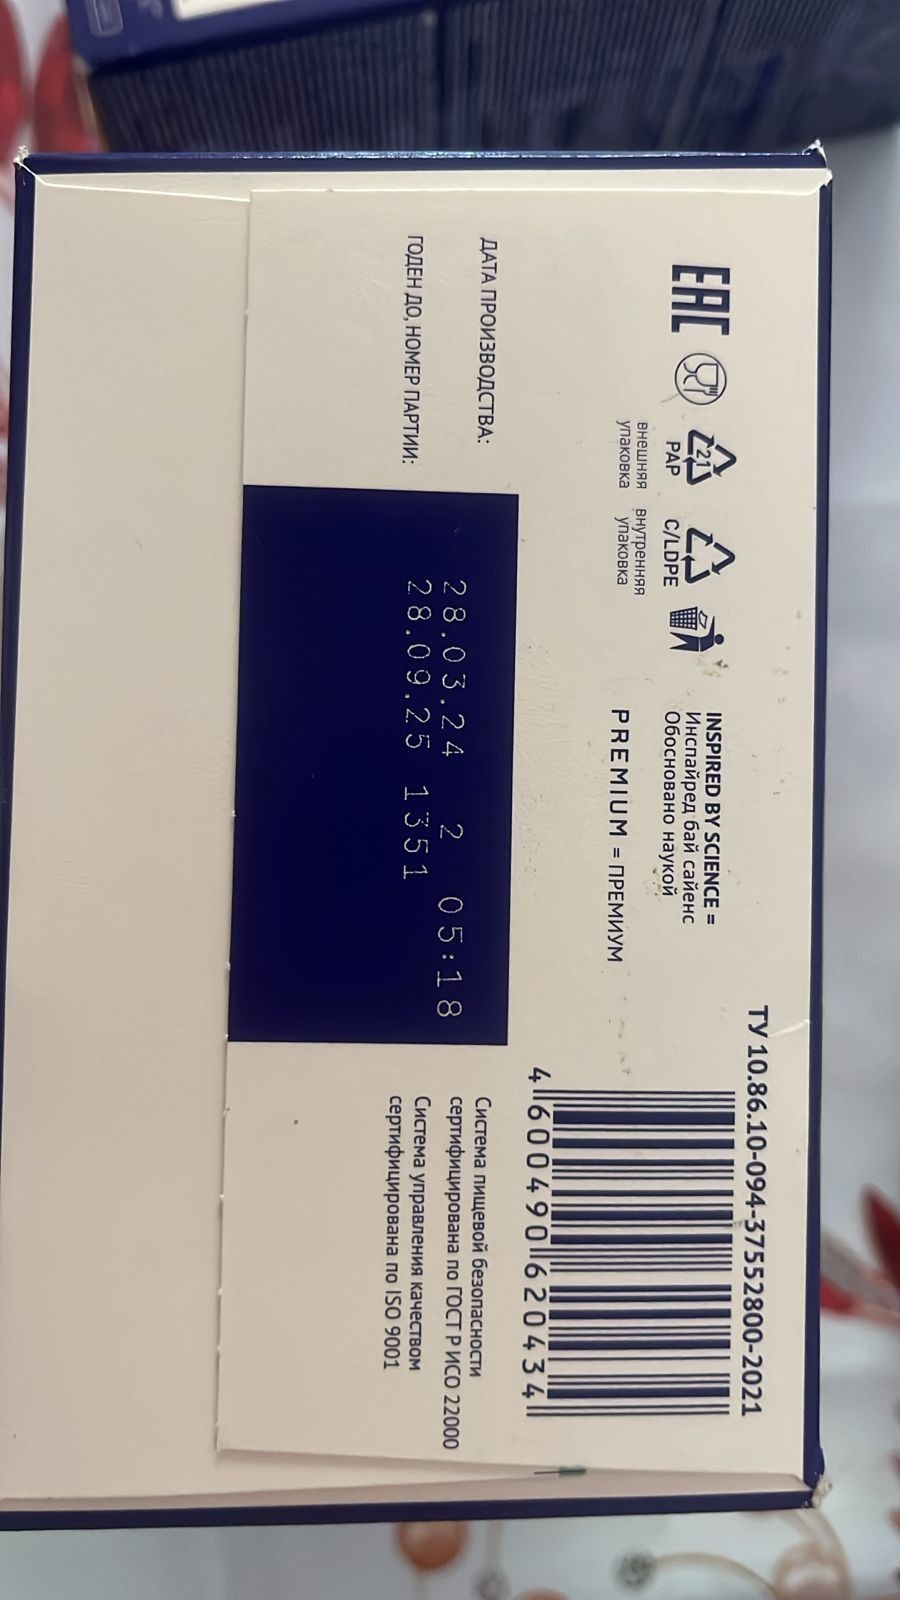 ТУ 10.86.10-094-37552800-2021
EAC
21
PAP
внешняя
упаковка
C/LDPE
внутренняя
упаковка
INSPIRED BY SCIENCE =
Инспайред бай сайенс
Обосновано наукой
PREMIUM = ПРЕМИУМ
4 600490 620434
ДАТА ПРОИЗВОДСТВА:
ГОДЕН ДО, НОМЕР ПАРТИИ:
28.03.24 2 05:18
28.09.25 1351
Система пищевой безопасности
сертифицирована по ГОСТ Р ИСО 22000
Система управления качеством
сертифицирована по ISO 9001